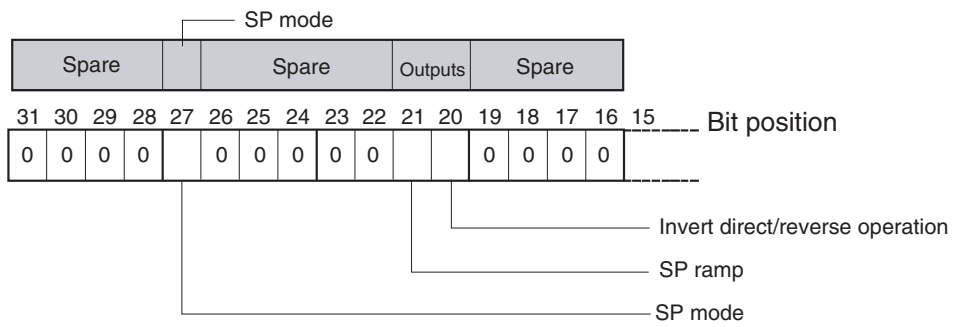 SP mode
Spare Spare Outputs Spare
31 30 29 28 27 26 25 24 23 22 21 20 19 18 17 16 15 Bit position
0 0 0 0 0 0 0 0 0 0 0 0 0
Invert direct/reverse operation
SP ramp
SP mode